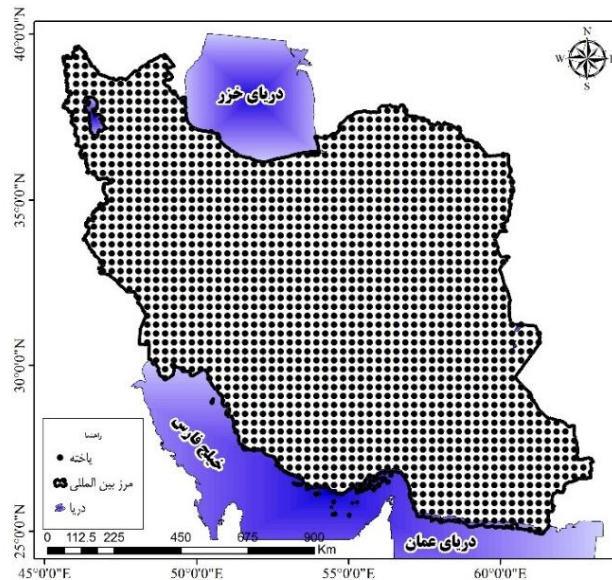 40°0'0"N
35°0'0"N
30°0'0"N
25°0'0"N
N
W
E
S
دریای خزر
خلیج فارس
دریای عمان
راهنما
یاخته
مرز بین المللی
دریا
0 112.5 225 450 675 900
Km
45°0'0"E 50°0'0"E 55°0'0"E 60°0'0"E